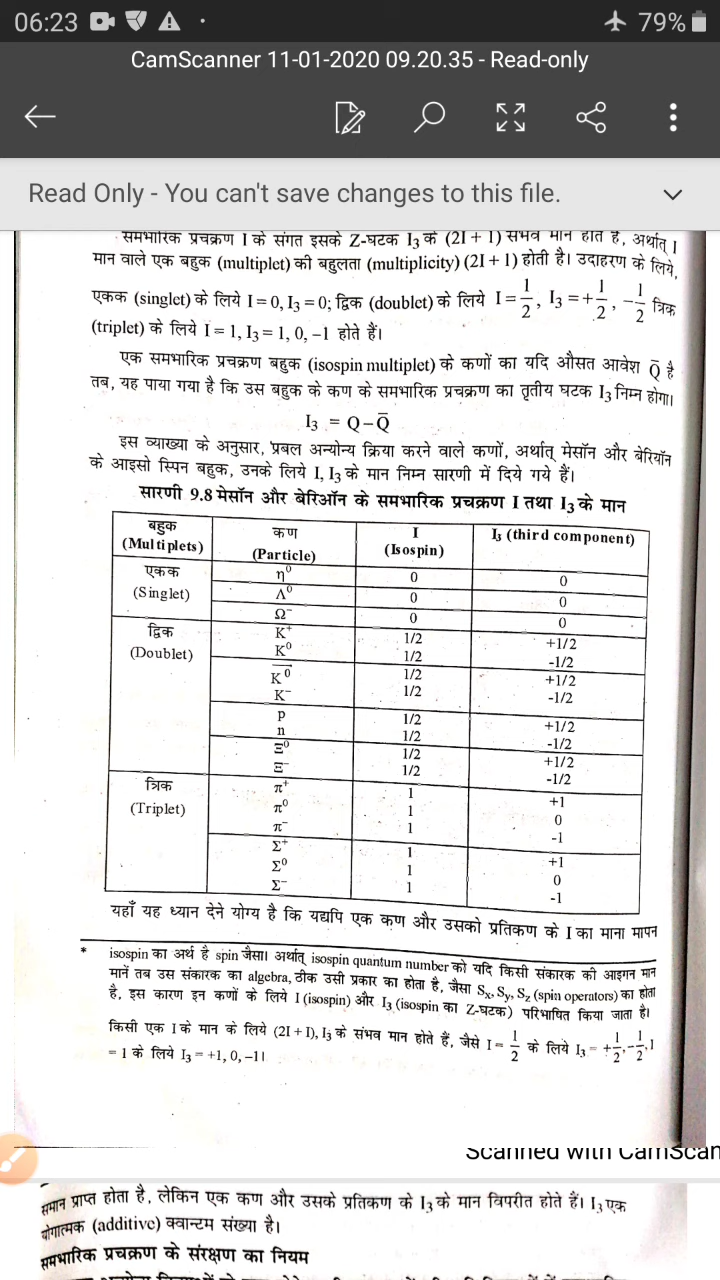 06:23
79%
CamScanner 11-01-2020 09.20.35 - Read-only
Read Only - You can't save changes to this file.
समभारिक प्रचक्रण I के संगत इसके Z-घटक I₃ के (2I + 1) संभव मान होते हैं, अर्थात् I
मान वाले एक बहुक (multiplet) की बहुलता (multiplicity) (2I + 1) होती है। उदाहरण के लिये,
एकक (singlet) के लिये I = 0, I₃ = 0; द्विक (doublet) के लिये I = 1/2, I₃ = +1/2, -1/2 त्रिक
(triplet) के लिये I = 1, I₃ = 1, 0, –1 होते हैं।
एक समभारिक प्रचक्रण बहुक (isospin multiplet) के कणों का यदि औसत आवेश Q̄ है
तब, यह पाया गया है कि उस बहुक के कण के समभारिक प्रचक्रण का तृतीय घटक I₃ निम्न होगा।
I₃ = Q – Q̄
इस व्याख्या के अनुसार, प्रबल अन्योन्य क्रिया करने वाले कणों, अर्थात् मेसॉन और बेरियॉन
के आइसो स्पिन बहुक, उनके लिये I, I₃ के मान निम्न सारणी में दिये गये हैं।
सारणी 9.8 मेसॉन और बेरिऑन के समभारिक प्रचक्रण I तथा I₃ के मान
बहुक (Multiplets) कण (Particle) I (Isospin) I₃ (third component)
एकक (Singlet) η⁰ 0 0
Λ⁰ 0 0
Ω⁻ 0 0
द्विक (Doublet) K⁺ 1/2 +1/2
K⁰ 1/2 -1/2
K̄⁰ 1/2 +1/2
K⁻ 1/2 -1/2
p 1/2 +1/2
n 1/2 -1/2
Ξ⁰ 1/2 +1/2
Ξ⁻ 1/2 -1/2
त्रिक (Triplet) π⁺ 1 +1
π⁰ 1 0
π⁻ 1 -1
Σ⁺ 1 +1
Σ⁰ 1 0
Σ⁻ 1 -1
यहाँ यह ध्यान देने योग्य है कि यद्यपि एक कण और उसको प्रतिकण के I का माना मापन
* isospin का अर्थ है spin जैसा। अर्थात् isospin quantum number को यदि किसी संकारक की आइगन मान
मानें तब उस संकारक का algebra, ठीक उसी प्रकार का होता है, जैसा Sₓ, Sᵧ, S_z (spin operators) का होता
है, इस कारण इन कणों के लिये I (isospin) और I₃ (isospin का Z-घटक) परिभाषित किया जाता है।
किसी एक I के मान के लिये (2I + I), I₃ के संभव मान होते हैं, जैसे I = 1/2 के लिये I₃ = +1/2, -1/2, I
= 1 के लिये I₃ = +1, 0, –1।
Scanned with CamScan
समान प्राप्त होता है, लेकिन एक कण और उसके प्रतिकण के I₃ के मान विपरीत होते हैं। I₃ एक
योगात्मक (additive) क्वान्टम संख्या है।
समभारिक प्रचक्रण के संरक्षण का नियम